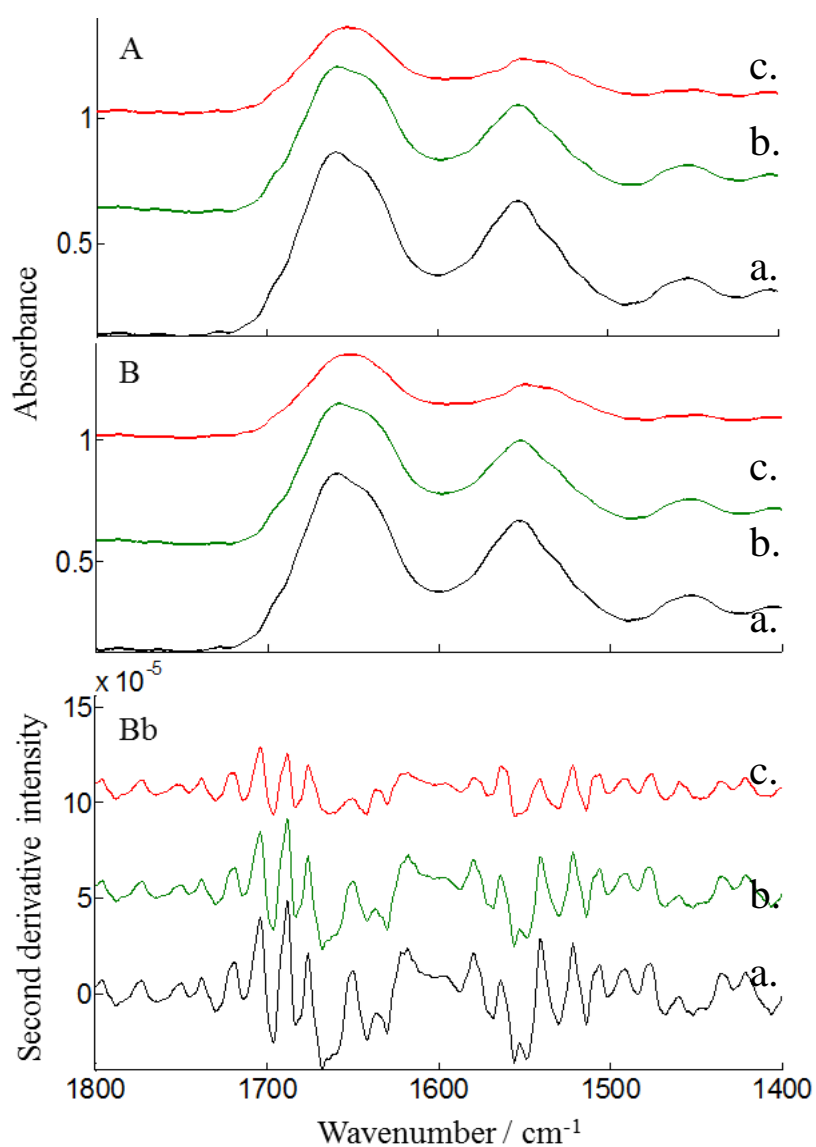 A
c.
b.
a.
1
0.5
Absorbance
B
c.
b.
a.
1
0.5
x 10-5
Bb
c.
b.
a.
15
10
5
0
Second derivative intensity
1800 1700 1600 1500 1400
Wavenumber / cm-1